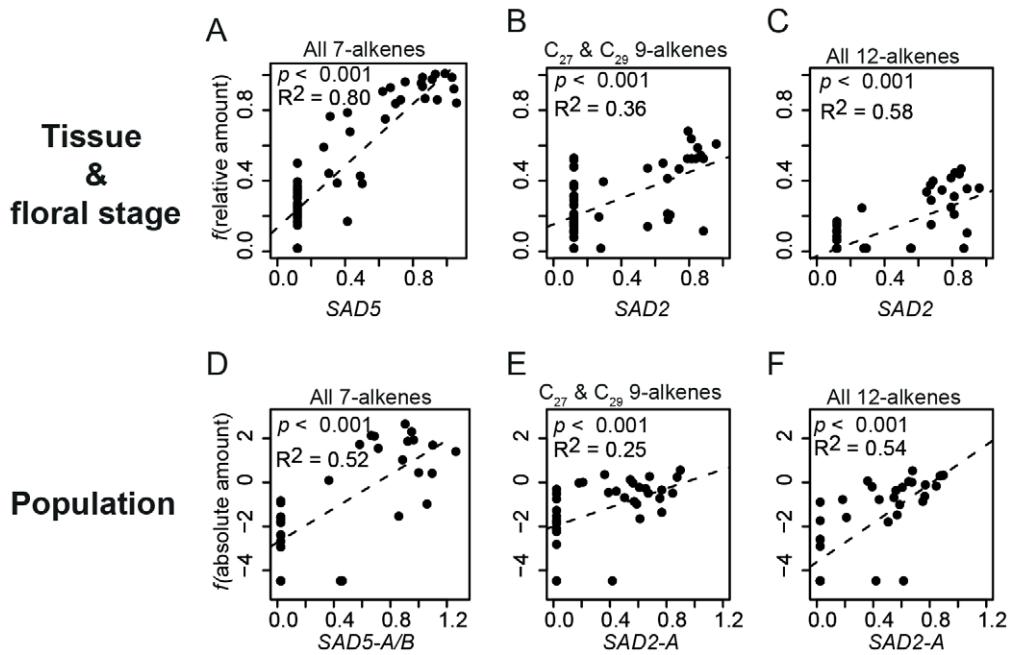 Tissue
&
floral stage
A
All 7-alkenes
p < 0.001
R2 = 0.80
f(relative amount)
0.0 0.4 0.8
0.0 0.4 0.8
SAD5
B
C27 & C29 9-alkenes
p < 0.001
R2 = 0.36
0.0 0.4 0.8
0.0 0.4 0.8
SAD2
C
All 12-alkenes
p < 0.001
R2 = 0.58
0.0 0.4 0.8
0.0 0.4 0.8
SAD2
Population
D
All 7-alkenes
p < 0.001
R2 = 0.52
f(absolute amount)
−4 −2 0 2
0.0 0.4 0.8 1.2
SAD5-A/B
E
C27 & C29 9-alkenes
p < 0.001
R2 = 0.25
−4 −2 0 2
0.0 0.4 0.8 1.2
SAD2-A
F
All 12-alkenes
p < 0.001
R2 = 0.54
−4 −2 0 2
0.0 0.4 0.8 1.2
SAD2-A